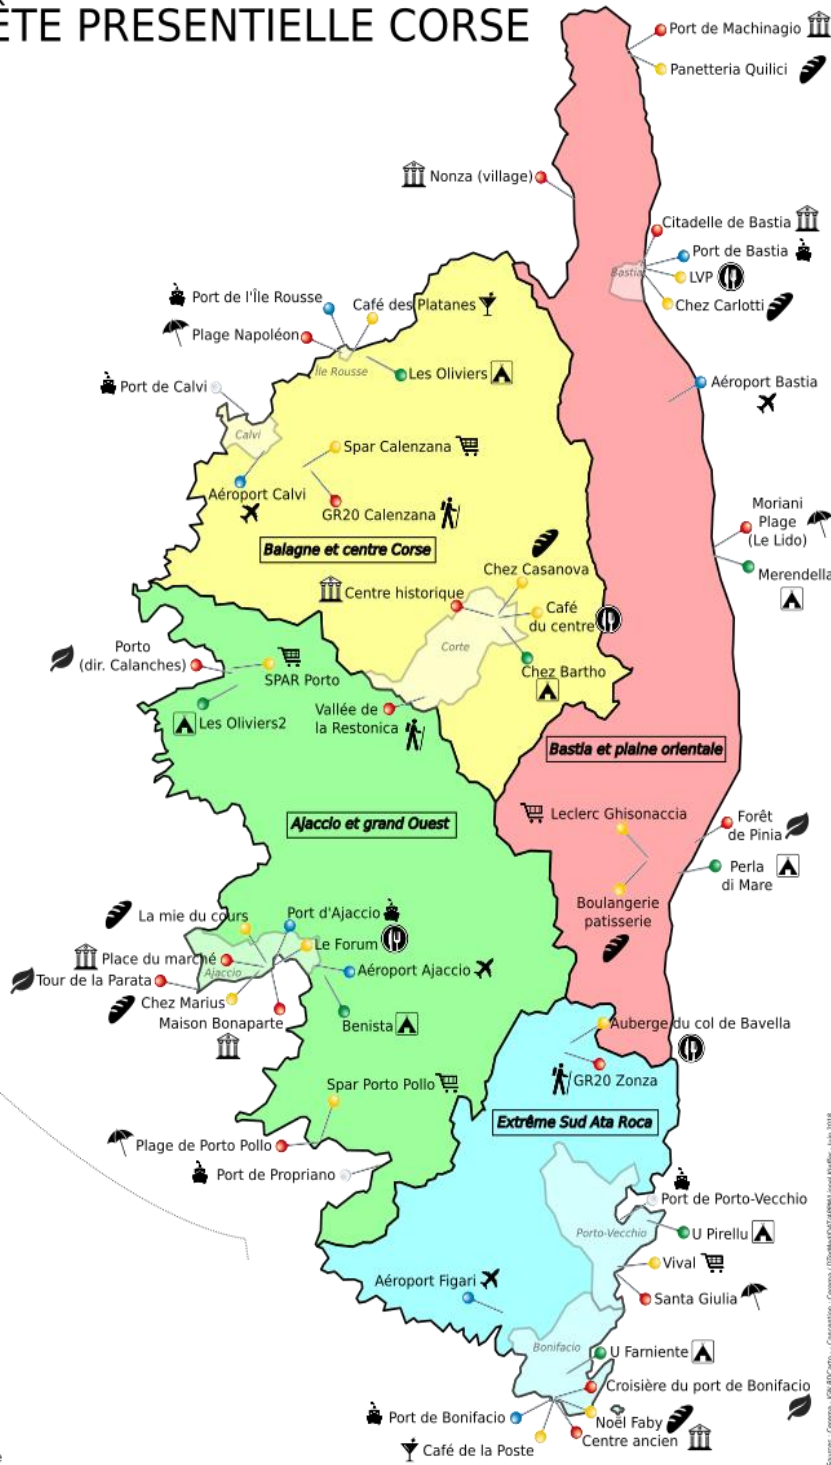 ÊTE PRESENTIELLE CORSE
Port de Machinagio
Panetteria Quilici
Nonza (village)
Citadelle de Bastia
Port de Bastia
Bastia
LVP
Chez Carlotti
Port de l'Île Rousse
Café des Platanes
Plage Napoléon
Île Rousse
Les Oliviers
Port de Calvi
Aéroport Bastia
Calvi
Spar Calenzana
Aéroport Calvi
GR20 Calenzana
Moriani
Plage
(Le Lido)
Balagne et centre Corse
Chez Casanova
Merendella
Centre historique
Café
du centre
Porto
(dir. Calanches)
Corte
SPAR Porto
Chez Bartho
Les Oliviers2
Vallée de
la Restonica
Bastia et plaine orientale
Leclerc Ghisonaccia
Forêt
de Pinia
Ajaccio et grand Ouest
Perla
di Mare
Boulangerie
patisserie
La mie du cours
Port d'Ajaccio
Le Forum
Place du marché
Ajaccio
Aéroport Ajaccio
Tour de la Parata
Chez Marius
Maison Bonaparte
Benista
Auberge du col de Bavella
GR20 Zonza
Spar Porto Pollo
Extrême Sud Ata Roca
Plage de Porto Pollo
Port de Propriano
Port de Porto-Vecchio
Porto-Vecchio
U Pirellu
Vival
Aéroport Figari
Santa Giulia
Bonifacio
U Farniente
Croisière du port de Bonifacio
Port de Bonifacio
Noël Faby
Centre ancien
Café de la Poste